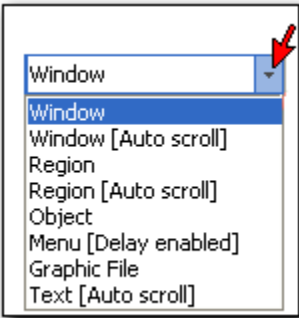 Window
Window
Window [Auto scroll]
Region
Region [Auto scroll]
Object
Menu [Delay enabled]
Graphic File
Text [Auto scroll]